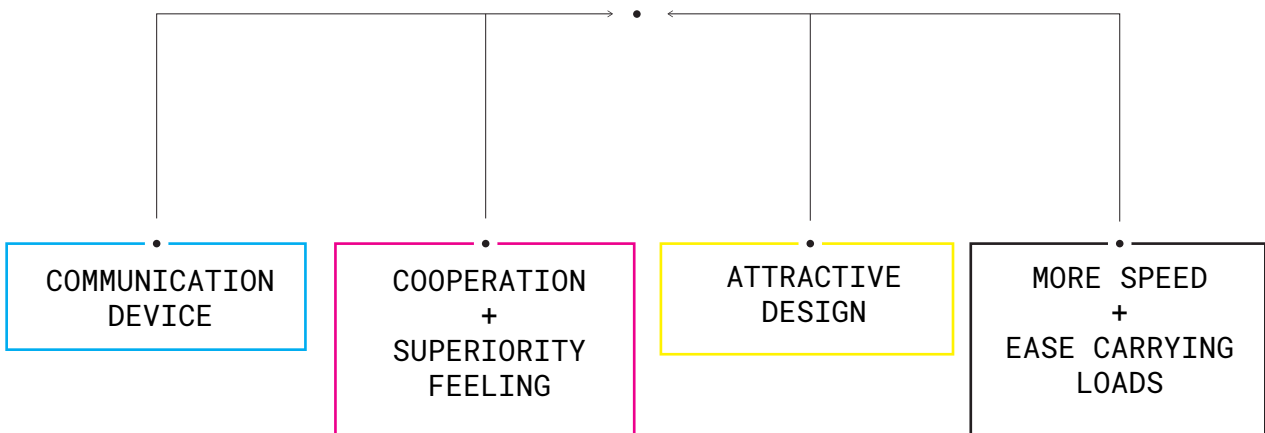 COMMUNICATION
DEVICE
COOPERATION
+
SUPERIORITY
FEELING
ATTRACTIVE
DESIGN
MORE SPEED
+
EASE CARRYING
LOADS